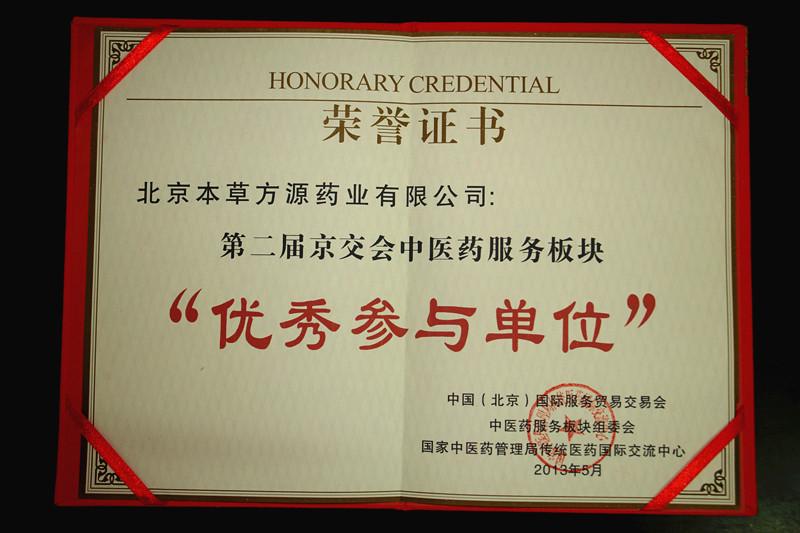 HONORARY CREDENTIAL
荣誉证书
北京本草方源药业有限公司:
第二届京交会中医药服务板块
“优秀参与单位”
中国（北京）国际服务贸易交易会
中医药服务板块组委会
国家中医药管理局传统医药国际交流中心
2013年5月